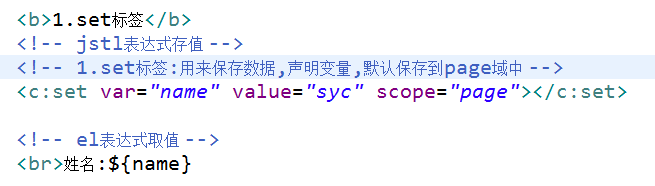 <b>1.set标签</b>
<!-- jstl表达式存值 -->
<!-- 1.set标签:用来保存数据,声明变量,默认保存到page域中 -->
<c:set var="name" value="syc" scope="page"></c:set>
<!-- el表达式取值 -->
<br>姓名:${name}